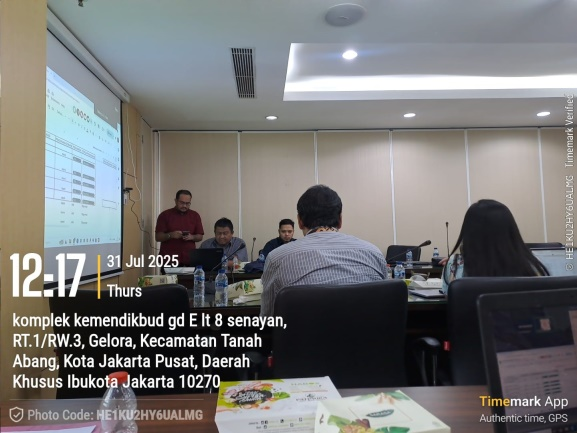 12:17
31 Jul 2025
Thurs
komplek kemendikbud gd E lt 8 senayan,
RT.1/RW.3, Gelora, Kecamatan Tanah
Abang, Kota Jakarta Pusat, Daerah
Khusus Ibukota Jakarta 10270
Photo Code: HE1KU2HY6UALMG
Timemark App
Authentic time, GPS
© HE1KU2HY6UALMG Timemark Verified